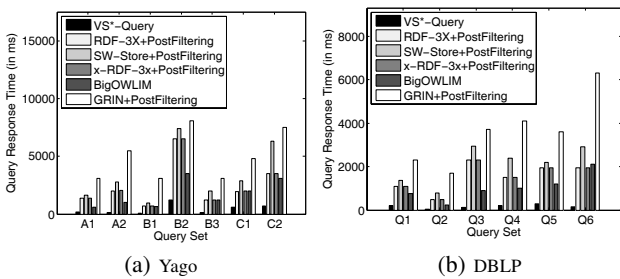 Query Response Time (in ms)
15000
10000
5000
0
VS*-Query
RDF-3X+PostFiltering
SW-Store+PostFiltering
x-RDF-3x+PostFiltering
BigOWLIM
GRIN+PostFiltering
A1 A2 B1 B2 B3 C1 C2
Query Set
(a) Yago
Query Response Time (in ms)
8000
6000
4000
2000
0
VS*-Query
RDF-3X+PostFiltering
SW-Store+PostFiltering
x-RDF-3x+PostFiltering
BigOWLIM
GRIN+PostFiltering
Q1 Q2 Q3 Q4 Q5 Q6
Query Set
(b) DBLP